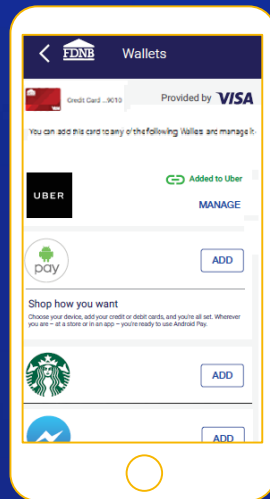 FDNB
Wallets
Credit Card ...9010
Provided by VISA
You can add this card to any of the following Wallets and manage it
UBER
Added to Uber
MANAGE
pay
ADD
Shop how you want
Choose your device, add your credit or debit cards, and you're all set. Wherever
you are – at a store or in an app – you're ready to use Android Pay.
ADD
ADD